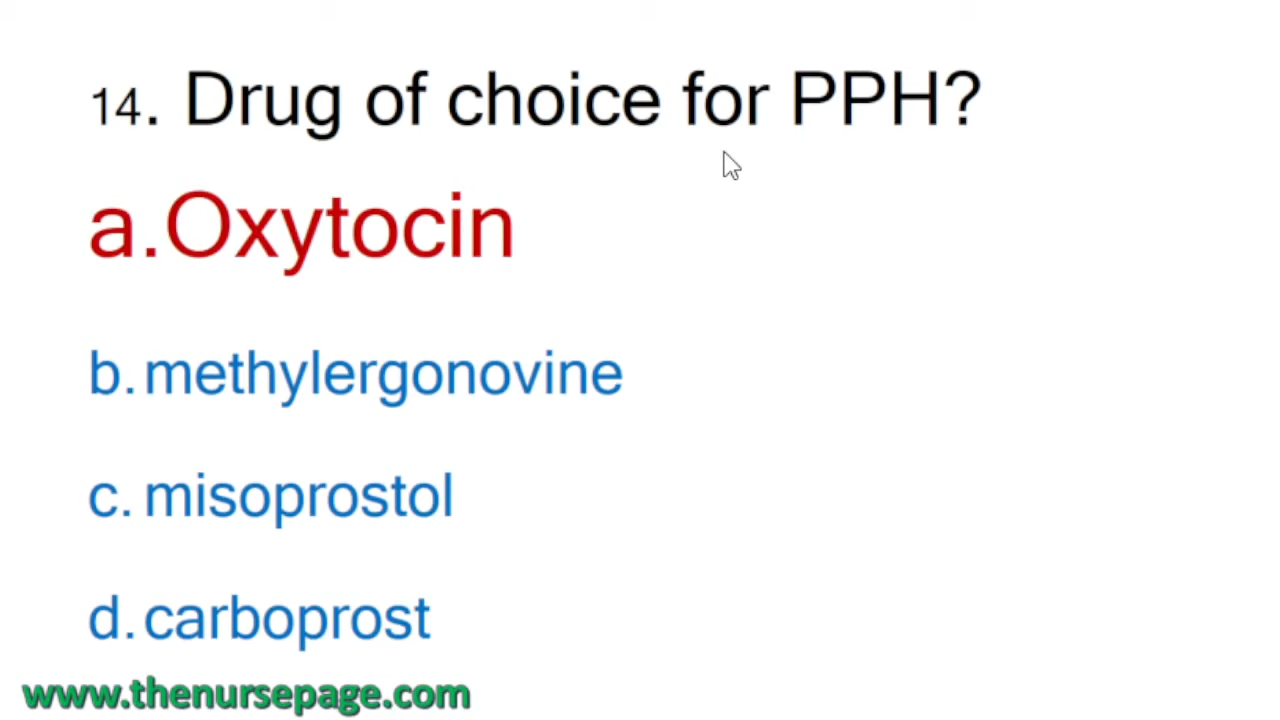 14. Drug of choice for PPH?
a.Oxytocin
b. methylergonovine
c. misoprostol
d. carboprost
www.thenursepage.com